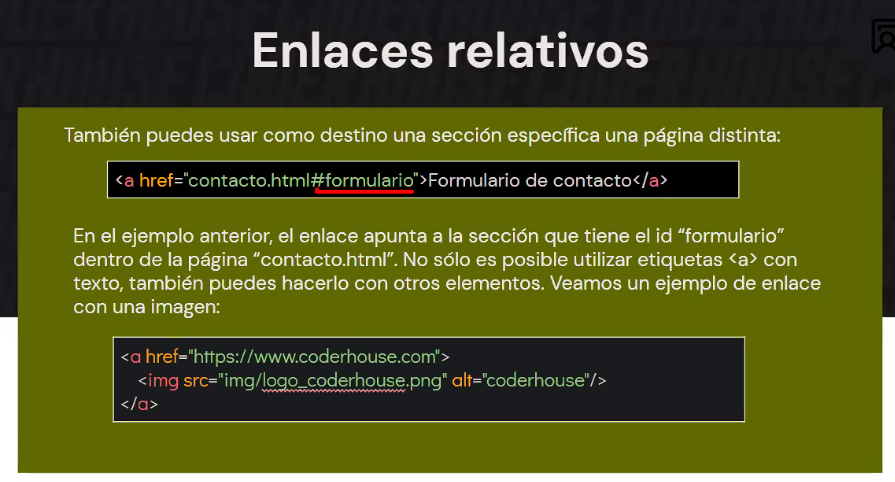 Enlaces relativos
También puedes usar como destino una sección específica una página distinta:
<a href="contacto.html#formulario">Formulario de contacto</a>
En el ejemplo anterior, el enlace apunta a la sección que tiene el id “formulario”
dentro de la página “contacto.html”. No sólo es posible utilizar etiquetas <a> con
texto, también puedes hacerlo con otros elementos. Veamos un ejemplo de enlace
con una imagen:
<a href="https://www.coderhouse.com">
<img src="img/logo_coderhouse.png" alt="coderhouse"/>
</a>